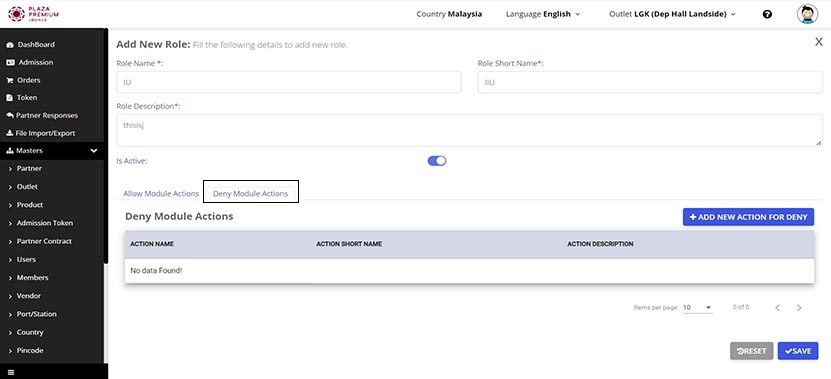 PLAZA
PREMIUM
LOUNGE
Country Malaysia
Language English
Outlet LGK (Dep Hall Landside)
DashBoard
Admission
Orders
Token
Partner Responses
File Import/Export
Masters
Partner
Outlet
Product
Admission Token
Partner Contract
Users
Members
Vendor
Port/Station
Country
Pincode
Add New Role: Fill the following details to add new role.
X
Role Name *:
Role Short Name*:
IU
IIU
Role Description*:
thisisj
Is Active:
Allow Module Actions
Deny Module Actions
Deny Module Actions
+ ADD NEW ACTION FOR DENY
ACTION NAME
ACTION SHORT NAME
ACTION DESCRIPTION
No data Found!
Items per page: 10
0 of 0
RESET
SAVE